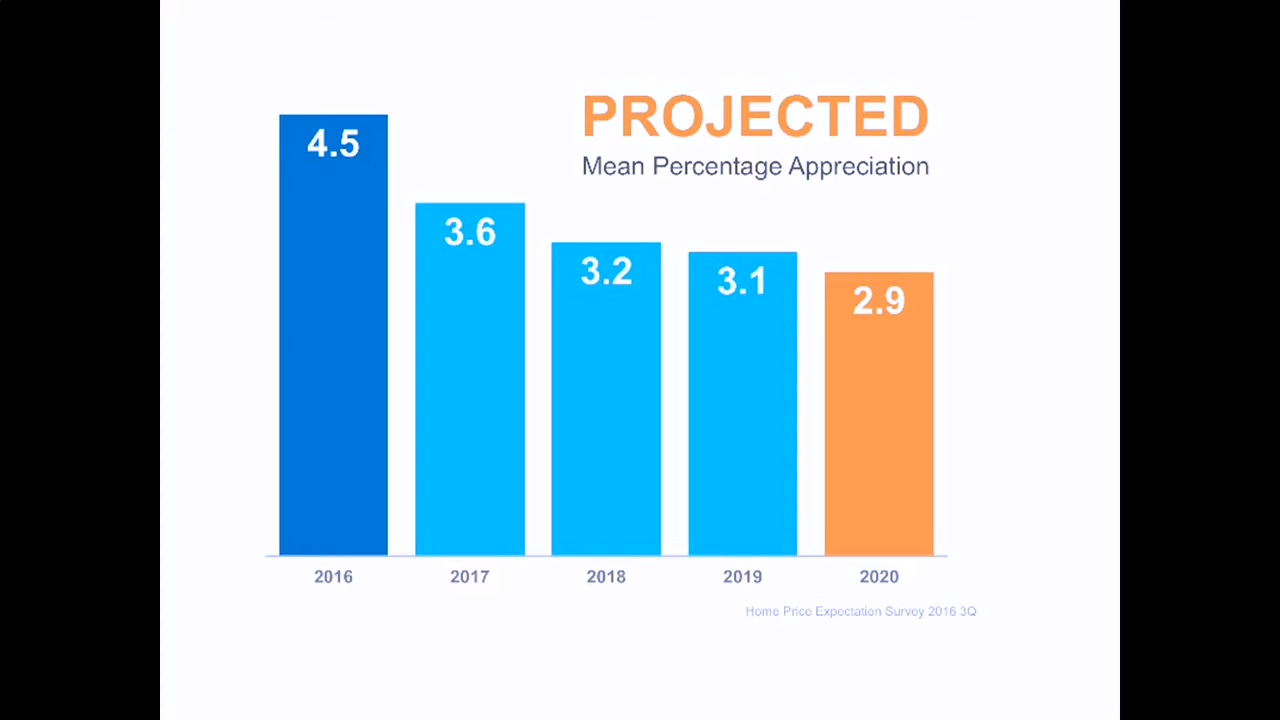 PROJECTED
Mean Percentage Appreciation
4.5
3.6
3.2
3.1
2.9
2016 2017 2018 2019 2020
Home Price Expectation Survey 2016 3Q